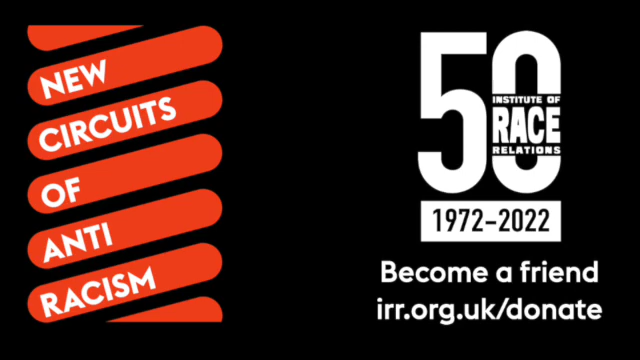 NEW
CIRCUITS
OF
ANTI
RACISM
50
INSTITUTE OF
RACE
RELATIONS
1972–2022
Become a friend
irr.org.uk/donate